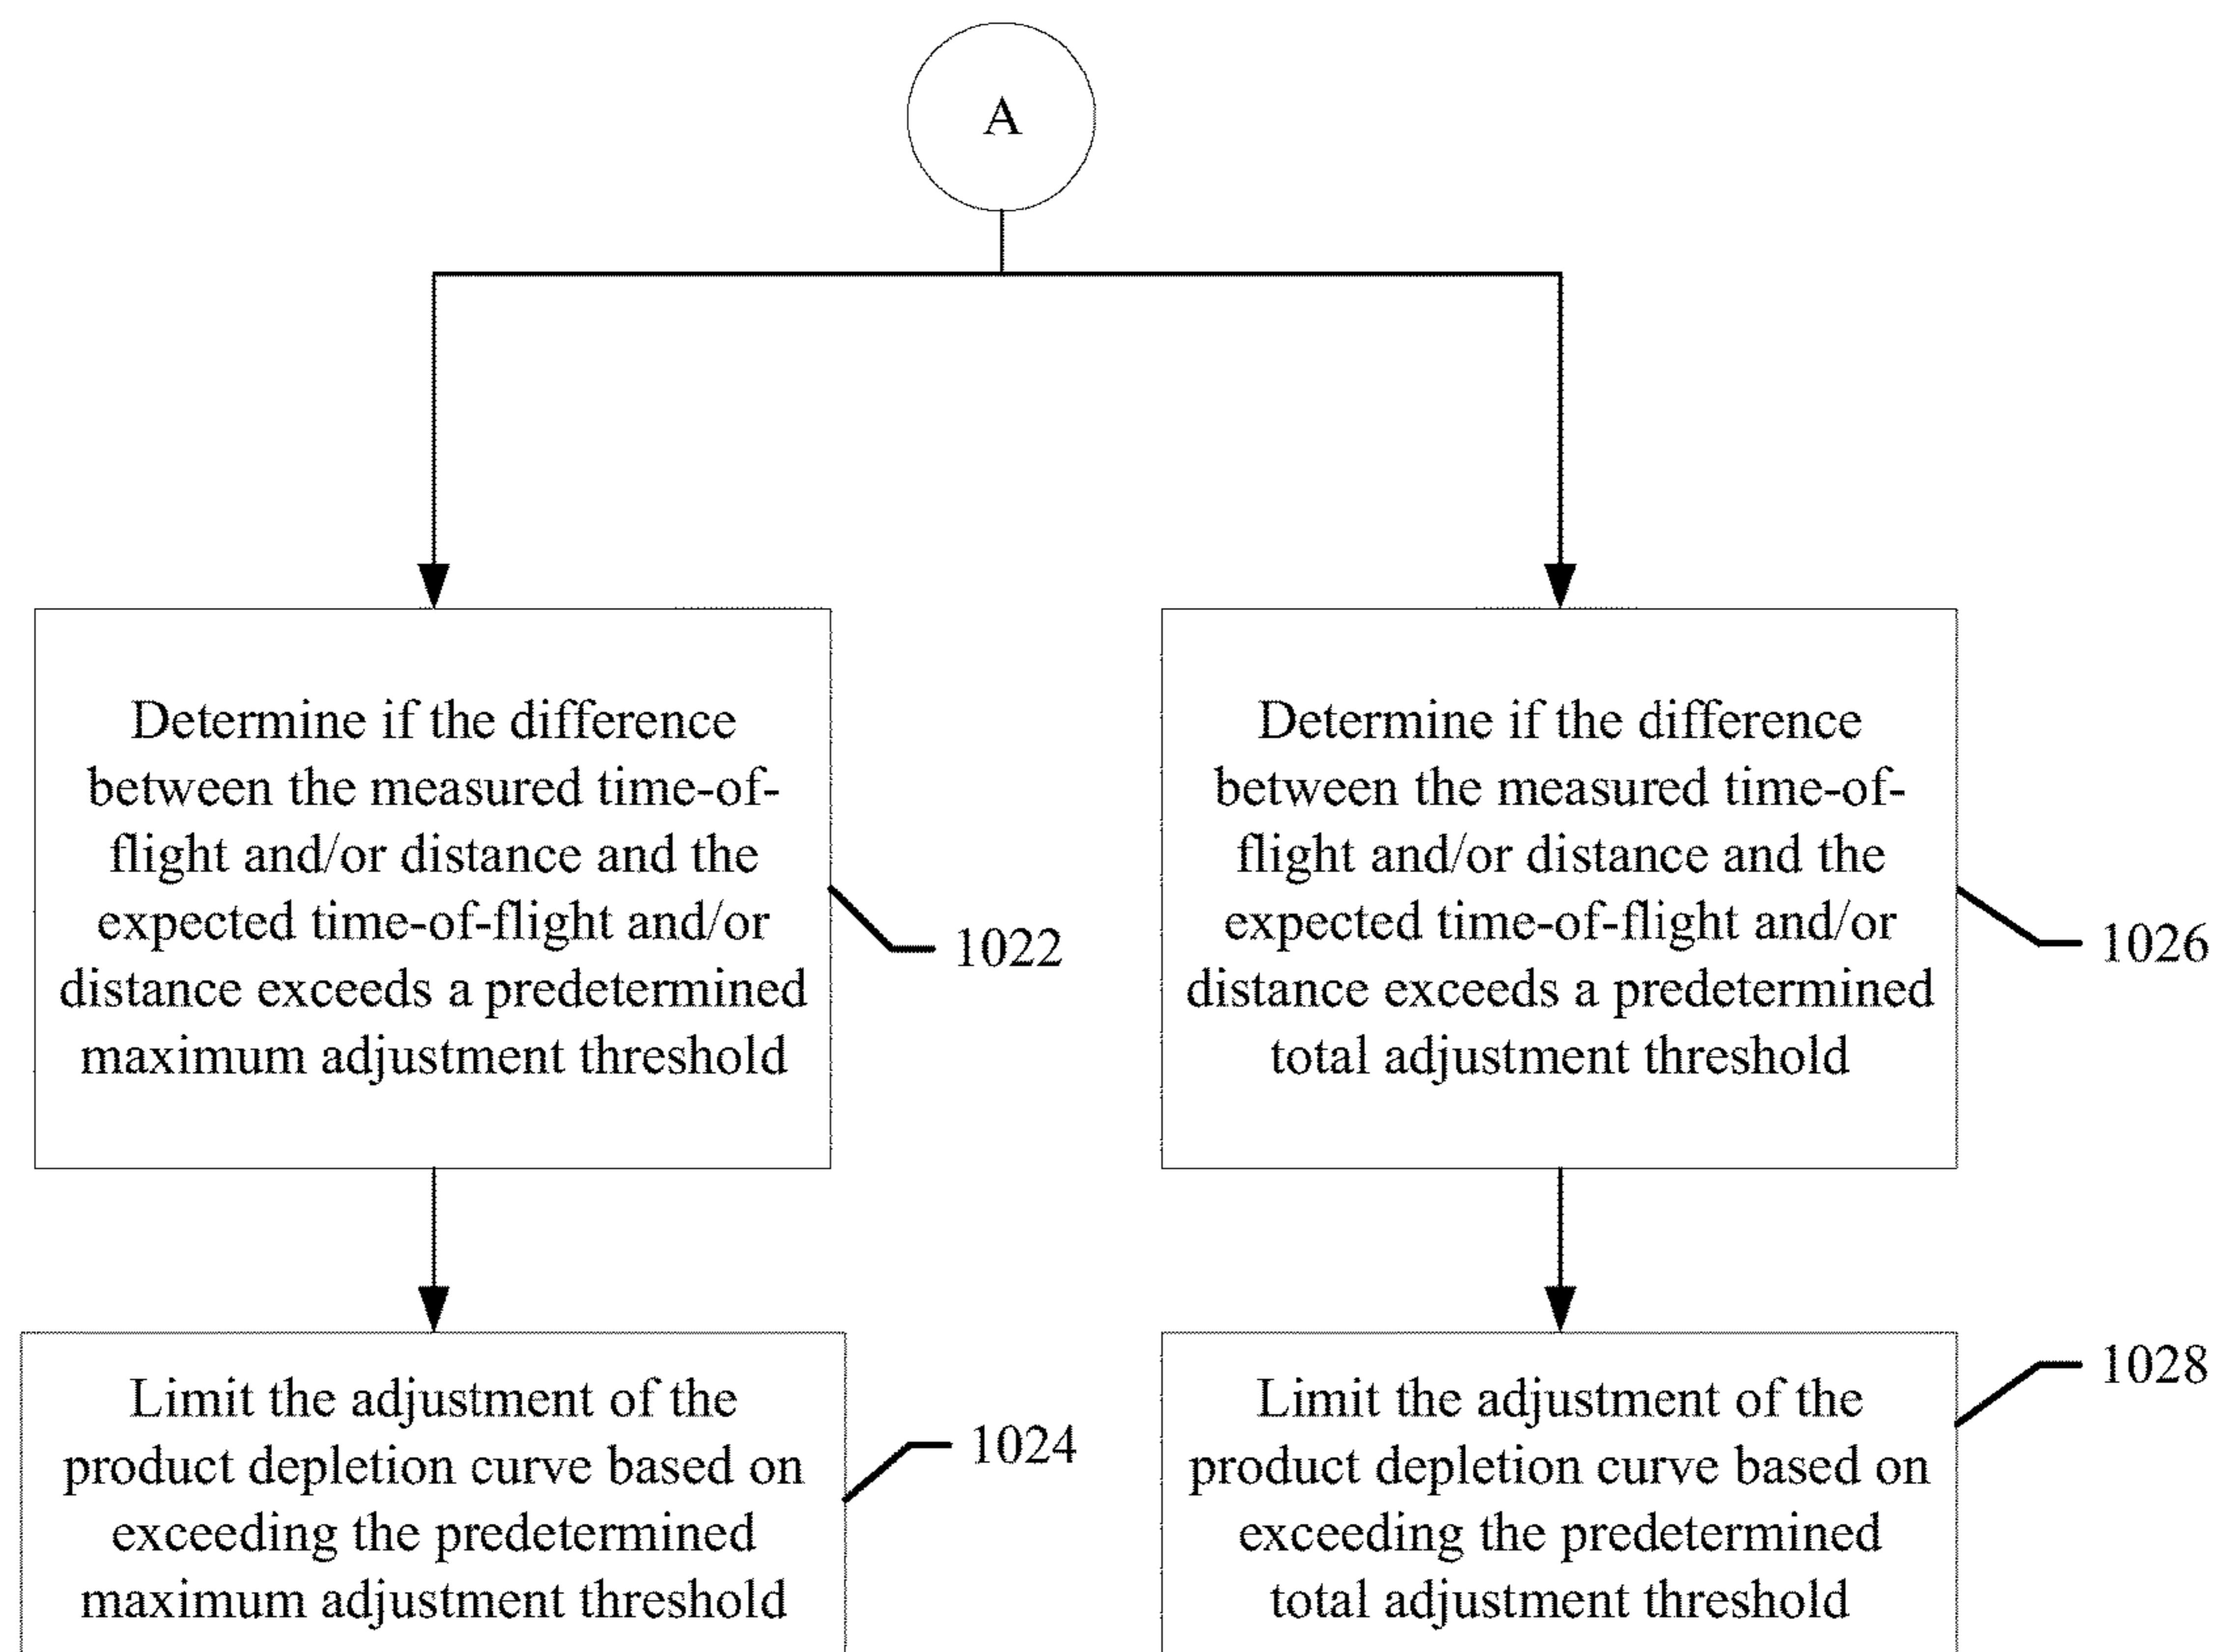 A
Determine if the difference
between the measured time-of-
flight and/or distance and the
expected time-of-flight and/or
distance exceeds a predetermined
maximum adjustment threshold
1022
Determine if the difference
between the measured time-of-
flight and/or distance and the
expected time-of-flight and/or
distance exceeds a predetermined
total adjustment threshold
1026
Limit the adjustment of the
product depletion curve based on
exceeding the predetermined
maximum adjustment threshold
1024
Limit the adjustment of the
product depletion curve based on
exceeding the predetermined
total adjustment threshold
1028